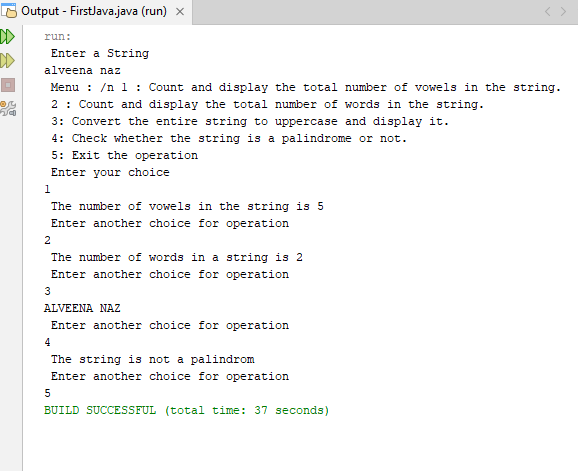 Output - FirstJava.java (run) ×
run:
Enter a String
alveena naz
Menu : /n 1 : Count and display the total number of vowels in the string.
2 : Count and display the total number of words in the string.
3: Convert the entire string to uppercase and display it.
4: Check whether the string is a palindrome or not.
5: Exit the operation
Enter your choice
1
The number of vowels in the string is 5
Enter another choice for operation
2
The number of words in a string is 2
Enter another choice for operation
3
ALVEENA NAZ
Enter another choice for operation
4
The string is not a palindrom
Enter another choice for operation
5
BUILD SUCCESSFUL (total time: 37 seconds)